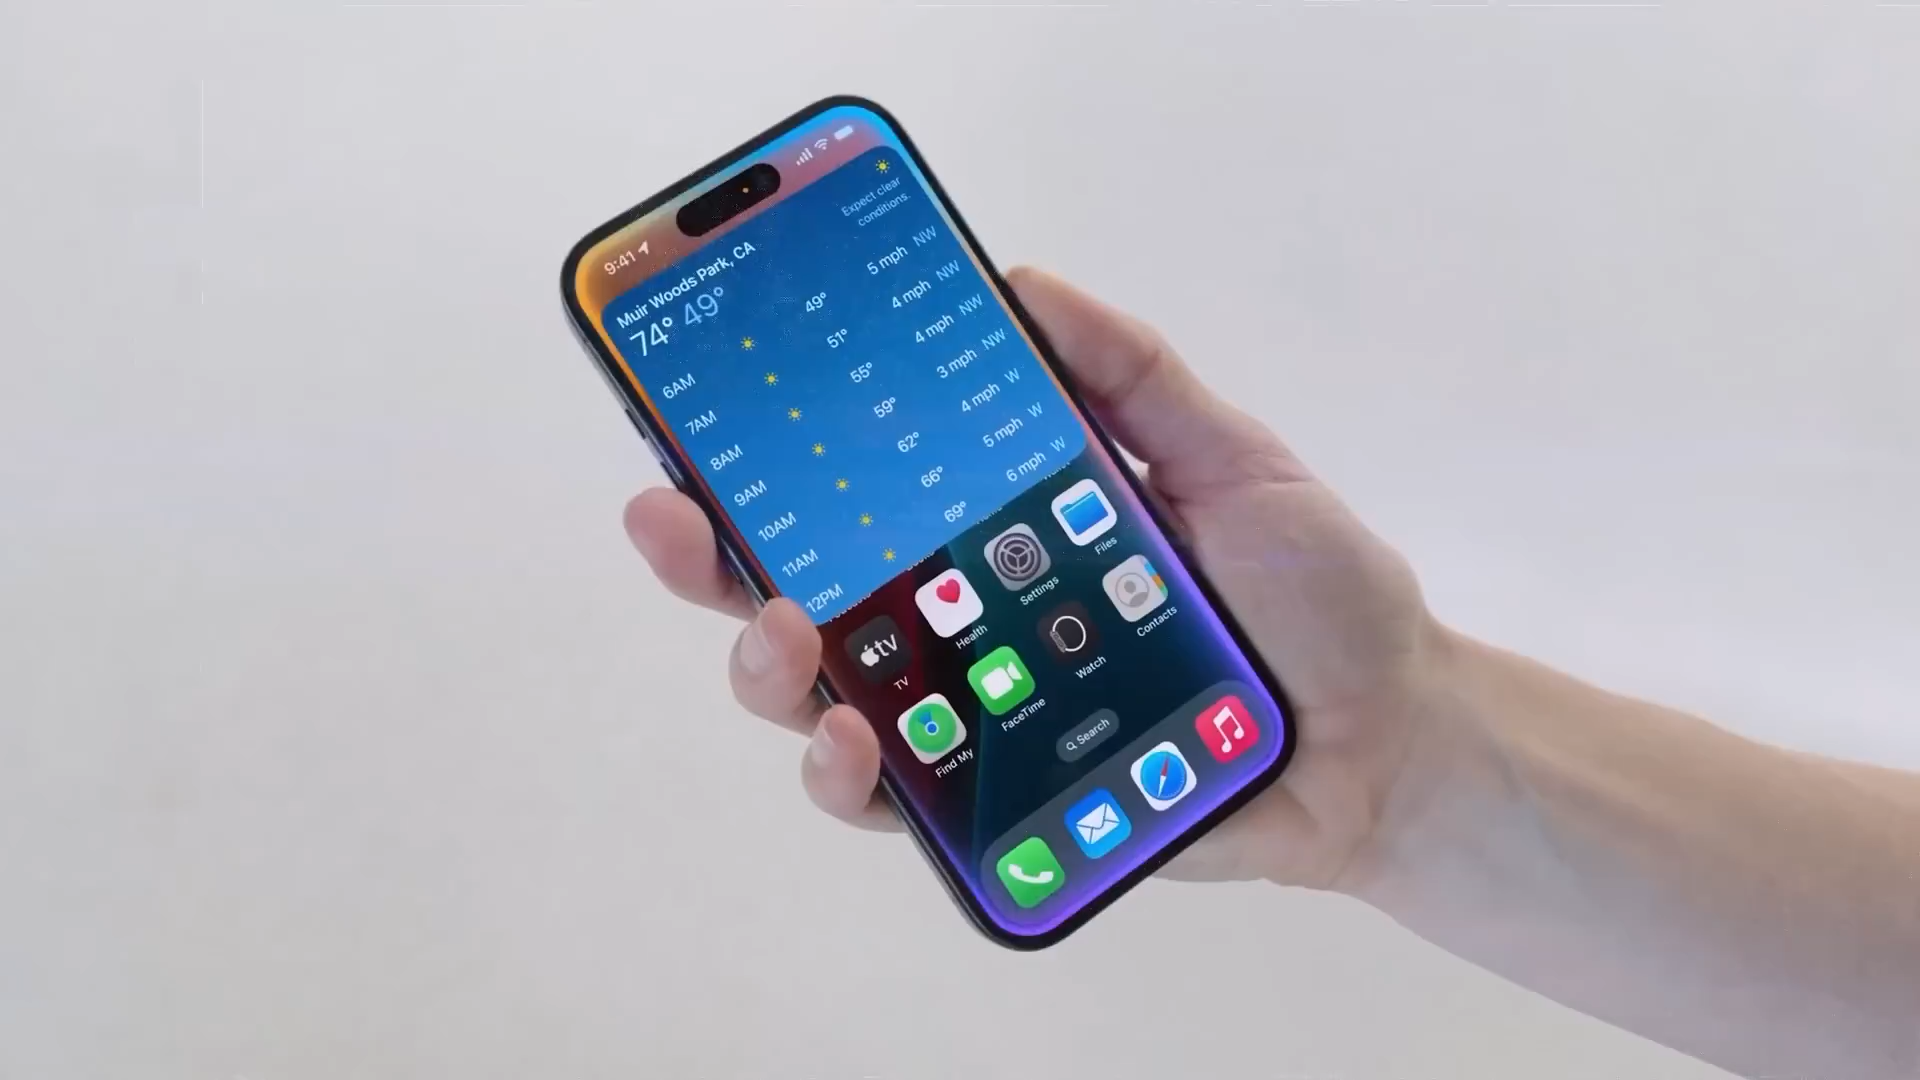 9:41
Muir Woods Park, CA
74° 49°
Expect clear
conditions.
6AM 49° 5 mph NW
7AM 51° 4 mph NW
8AM 55° 4 mph NW
9AM 59° 3 mph NW
10AM 62° 4 mph W
11AM 66° 5 mph W
12PM 69° 6 mph W
tv
TV
Health
Settings
Files
Find My
FaceTime
Watch
Contacts
Search